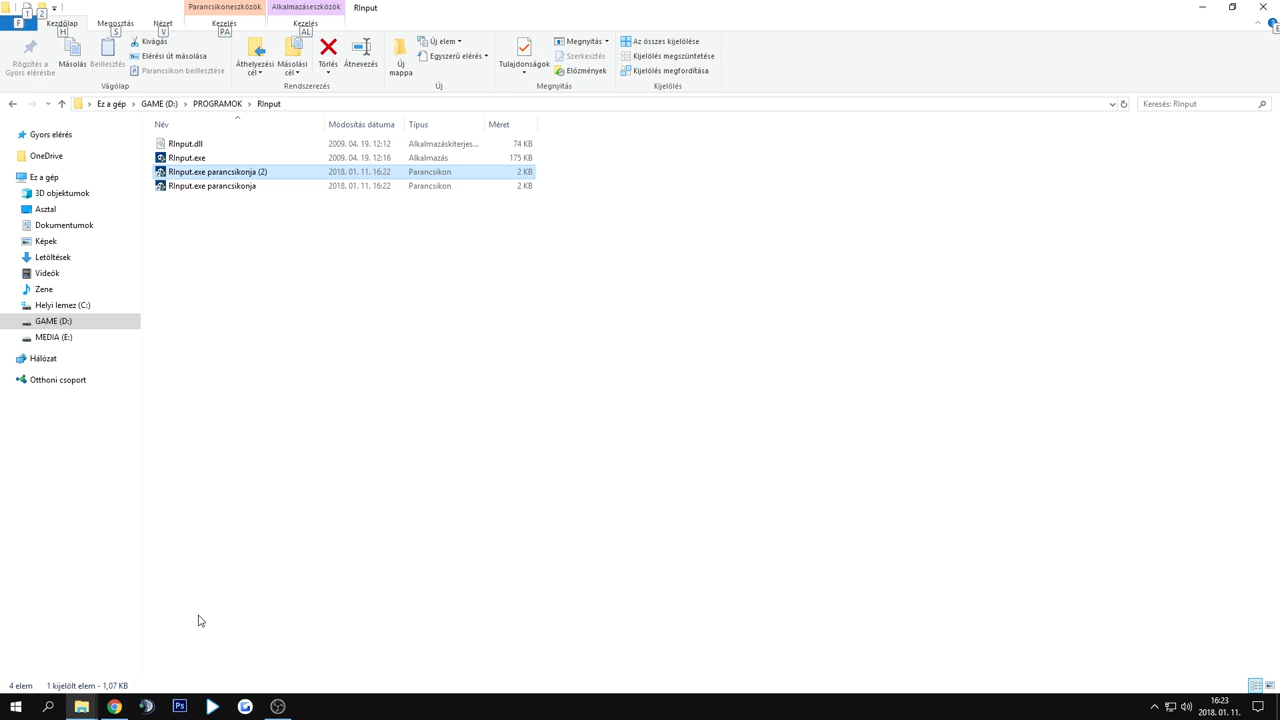 Parancsikoneszközök
Alkalmazáseszközök
RInput
1
2
F
Kezdőlap
Megosztás
Nézet
Kezelés
Kezelés
H
S
V
PA
AL
Rögzítés a
Gyors elérésbe
Másolás
Beillesztés
Kivágás
Elérési út másolása
Parancsikon beillesztése
Vágólap
Áthelyezési
cél
Másolási
cél
Törlés
Átnevezés
Rendszerezés
Új
mappa
Új elem
Egyszerű elérés
Új
Tulajdonságok
Megnyitás
Szerkesztés
Előzmények
Megnyitás
Az összes kijelölése
Kijelölés megszüntetése
Kijelölés megfordítása
Kijelölés
Ez a gép
GAME (D:)
PROGRAMOK
RInput
Keresés: RInput
Név
Módosítás dátuma
Típus
Méret
RInput.dll 2009. 04. 19. 12:12 Alkalmazáskiterjes... 74 KB
RInput.exe 2009. 04. 19. 12:16 Alkalmazás 175 KB
RInput.exe parancsikonja (2) 2018. 01. 11. 16:22 Parancsikon 2 KB
RInput.exe parancsikonja 2018. 01. 11. 16:22 Parancsikon 2 KB
Gyors elérés
OneDrive
Ez a gép
3D objektumok
Asztal
Dokumentumok
Képek
Letöltések
Videók
Zene
Helyi lemez (C:)
GAME (D:)
MEDIA (E:)
Hálózat
Otthoni csoport
4 elem
1 kijelölt elem - 1,07 KB
Ps
16:23
2018. 01. 11.